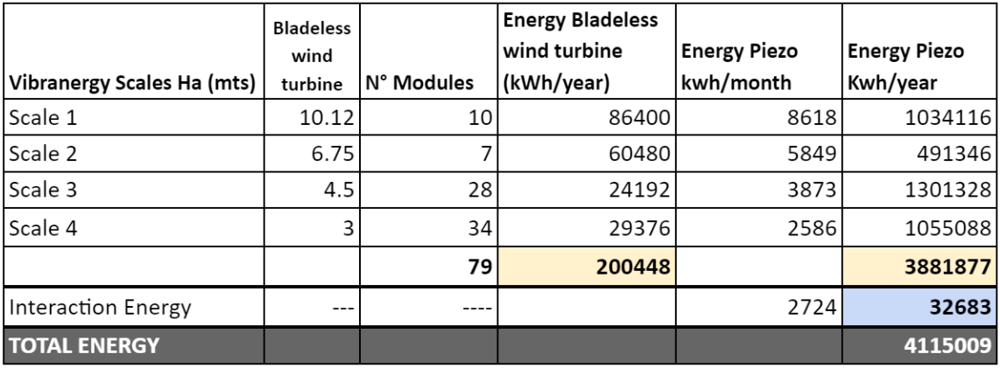 Vibranergy Scales Ha (mts) Bladeless wind turbine N° Modules Energy Bladeless wind turbine (kWh/year) Energy Piezo kwh/month Energy Piezo Kwh/year
Scale 1 10.12 10 86400 8618 1034116
Scale 2 6.75 7 60480 5849 491346
Scale 3 4.5 28 24192 3873 1301328
Scale 4 3 34 29376 2586 1055088
79 200448 3881877
Interaction Energy --- ---- 2724 32683
TOTAL ENERGY 4115009